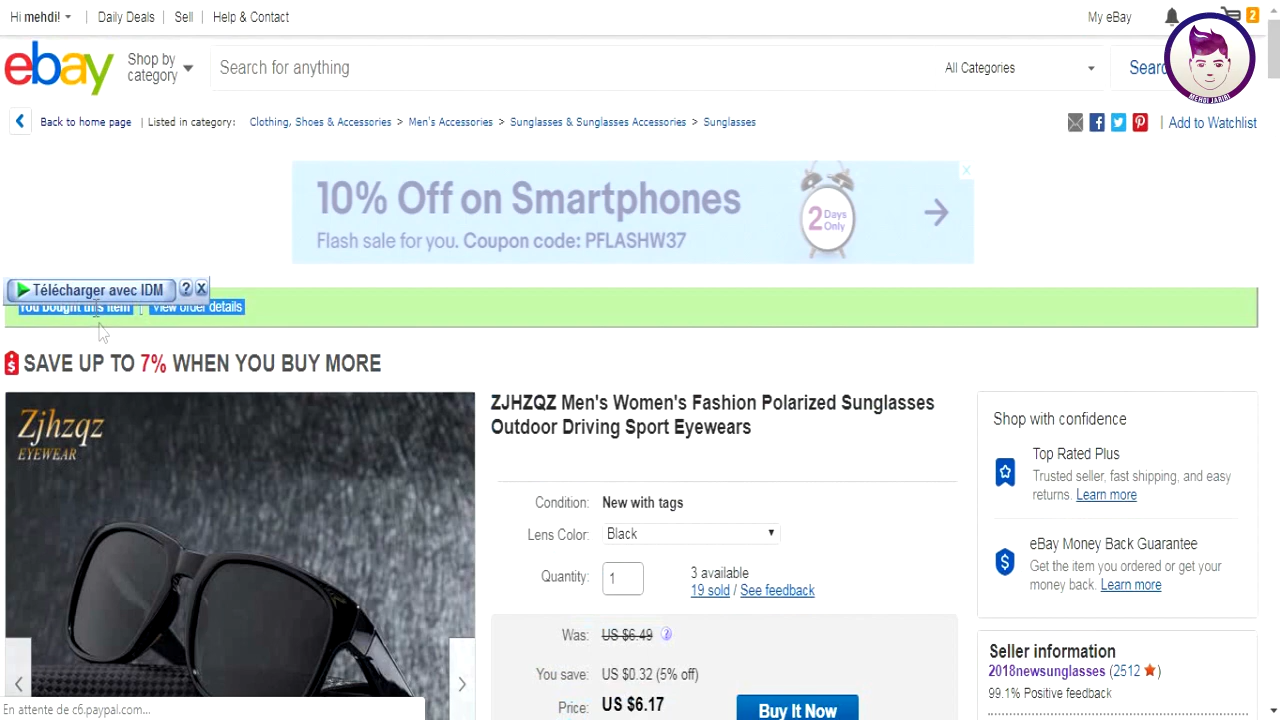 Hi mehdi!
Daily Deals
Sell
Help & Contact
My eBay
2
ebay
Shop by category
Search for anything
All Categories
MEHDI JARIRI
Back to home page
Listed in category:
Clothing, Shoes & Accessories > Men's Accessories > Sunglasses & Sunglasses Accessories > Sunglasses
Add to Watchlist
10% Off on Smartphones
Flash sale for you. Coupon code: PFLASHW37
2 Days Only
Télécharger avec IDM ? X
You bought this item | View order details
SAVE UP TO 7% WHEN YOU BUY MORE
Zjhzqz
EYEWEAR
ZJHZQZ Men's Women's Fashion Polarized Sunglasses
Outdoor Driving Sport Eyewears
Condition: New with tags
Lens Color: Black
Quantity: 1
3 available
19 sold / See feedback
Was: US $6.49
You save: US $0.32 (5% off)
Price: US $6.17
Buy It Now
Shop with confidence
Top Rated Plus
Trusted seller, fast shipping, and easy
returns. Learn more
eBay Money Back Guarantee
Get the item you ordered or get your
money back. Learn more
Seller information
2018newsunglasses (2512 ★)
99.1% Positive feedback
En attente de c6.paypal.com...